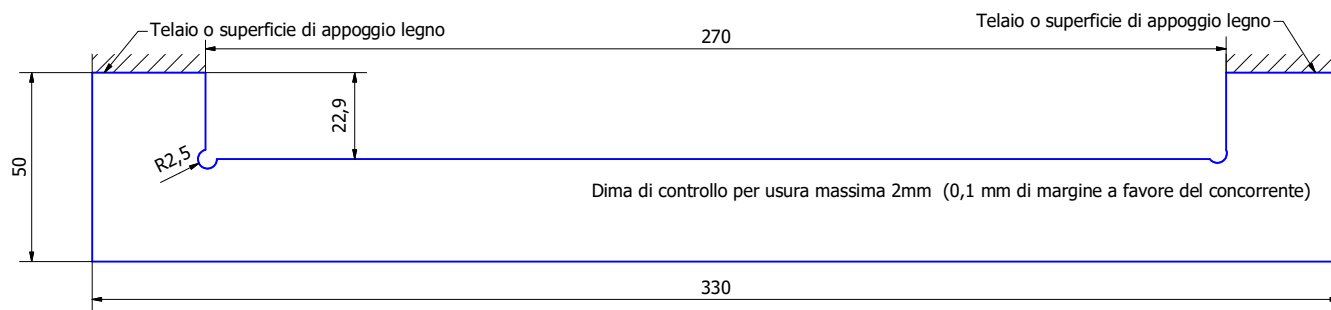 Telaio o superficie di appoggio legno
Telaio o superficie di appoggio legno
270
22,9
50
R2,5
Dima di controllo per usura massima 2mm (0,1 mm di margine a favore del concorrente)
330